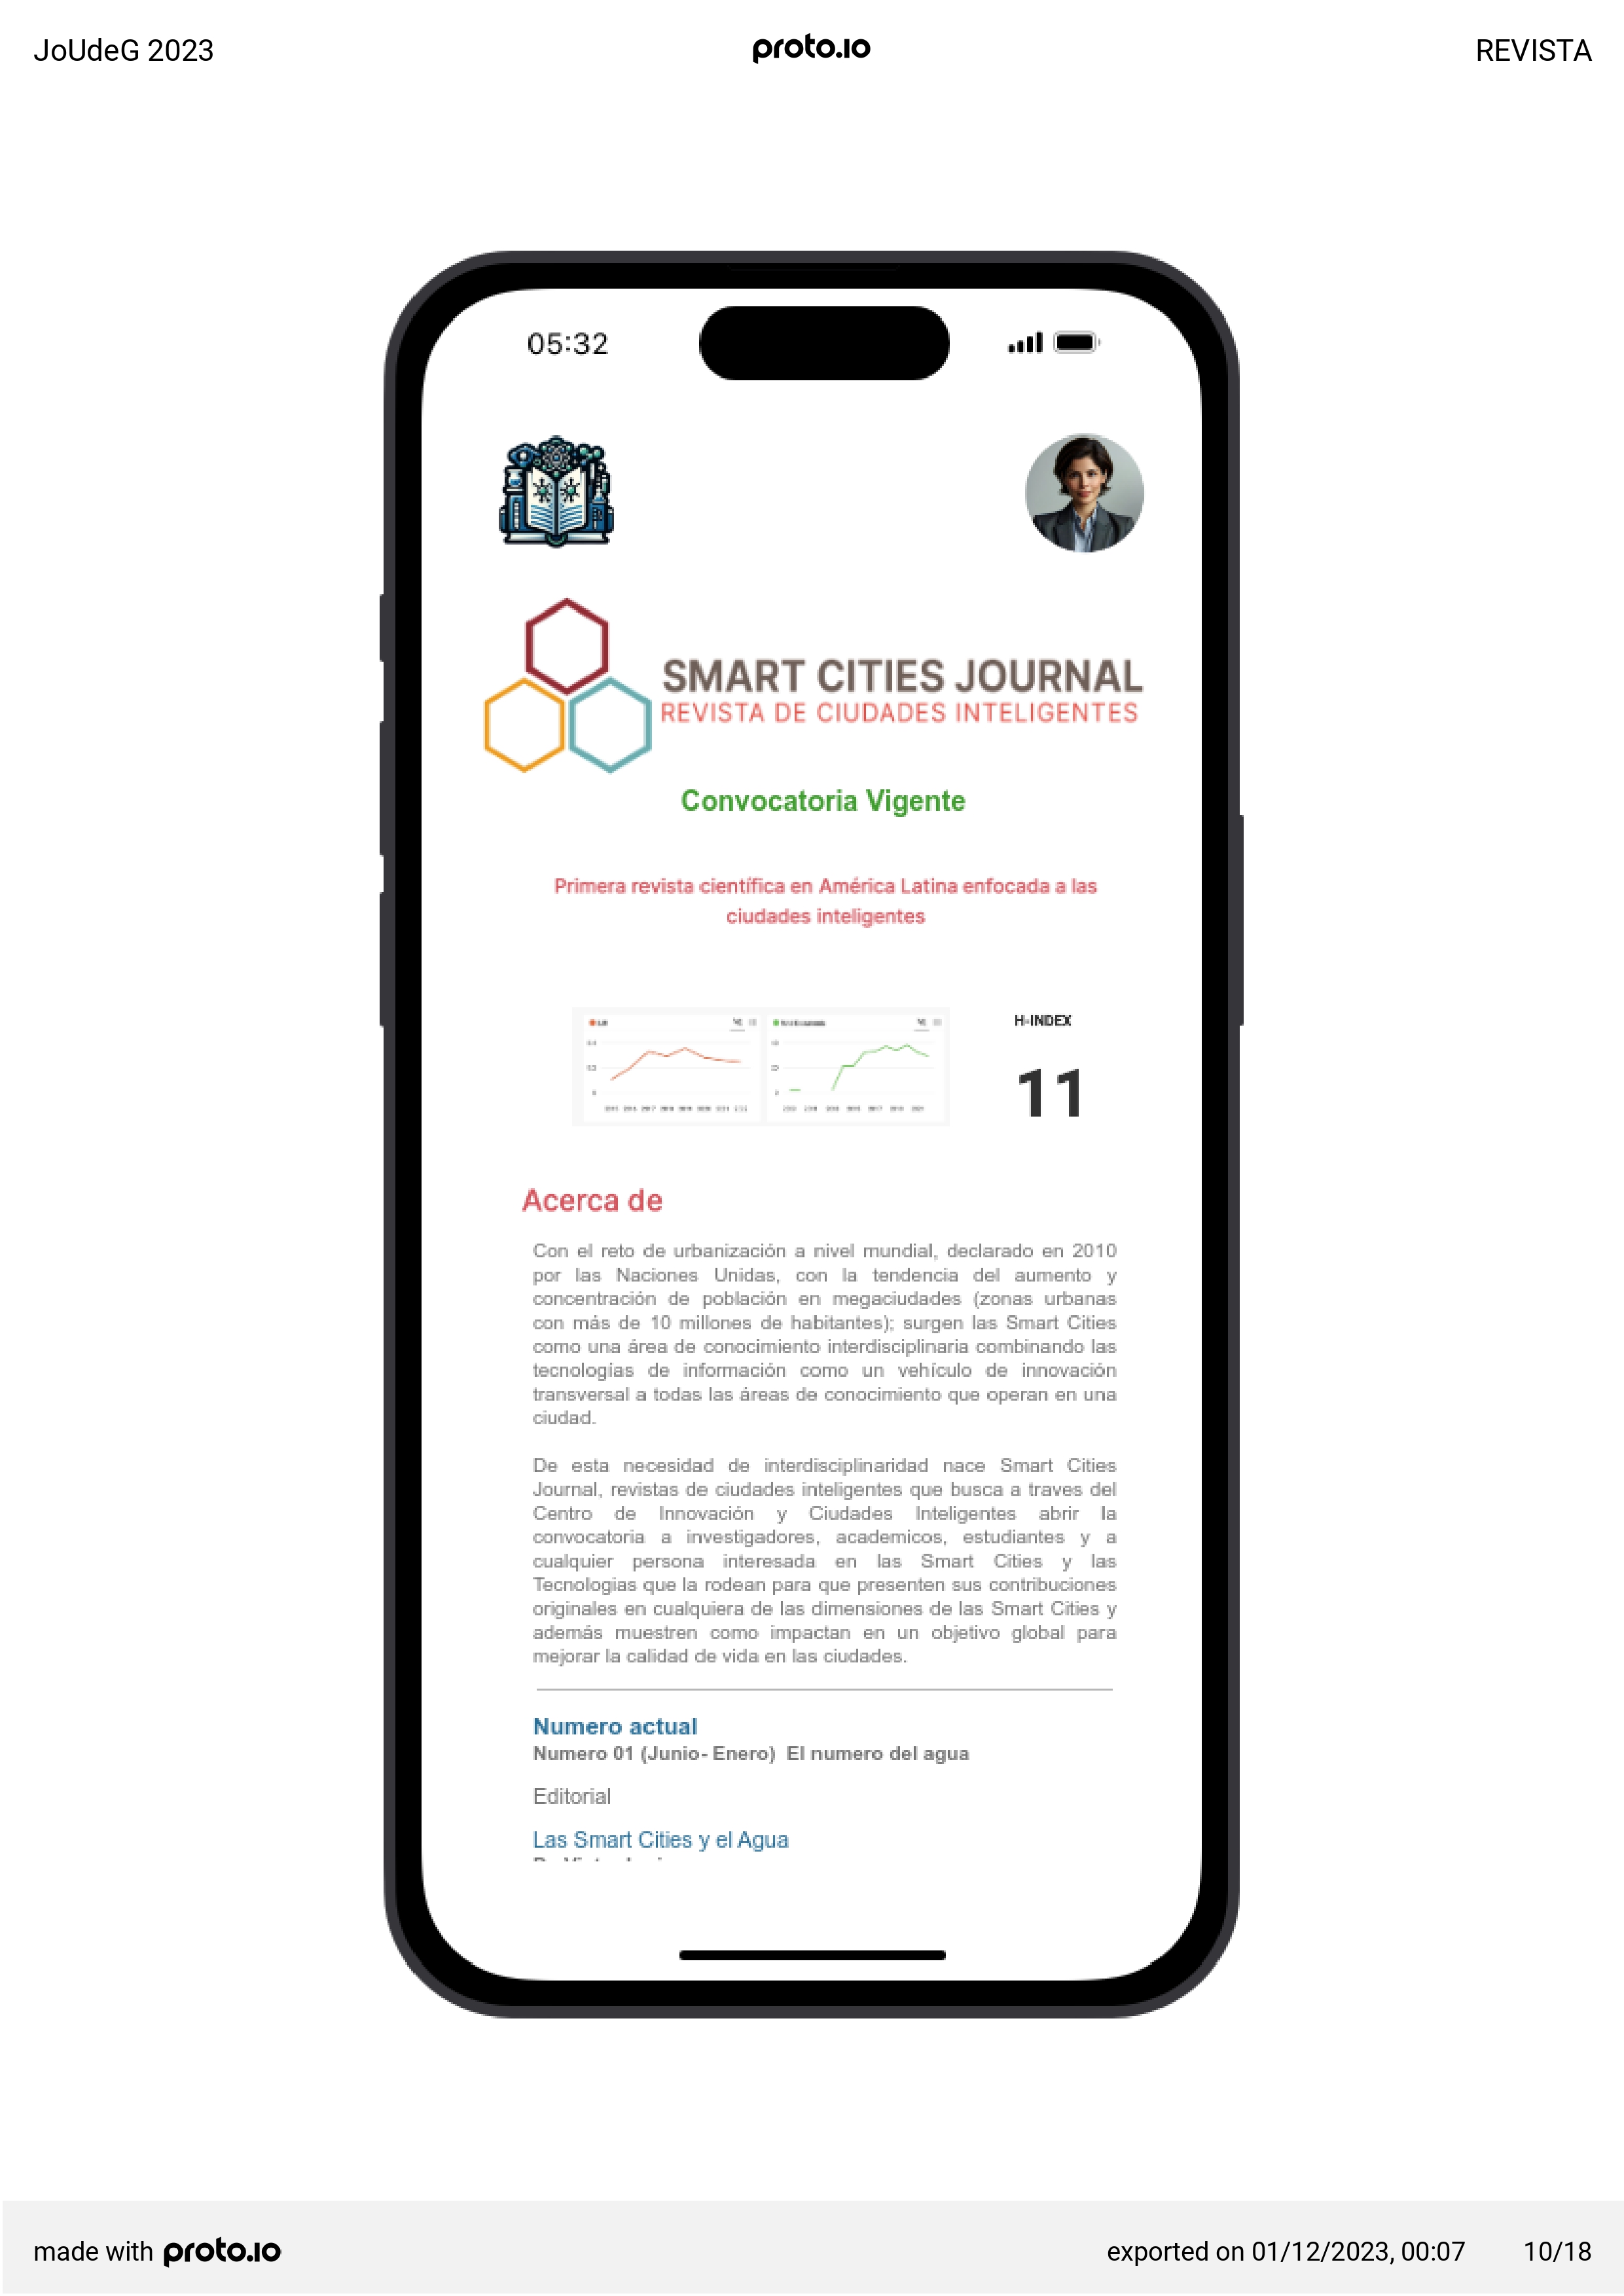 JoUdeG 2023
proto.io
REVISTA
05:32
SMART CITIES JOURNAL
REVISTA DE CIUDADES INTELIGENTES
Convocatoria Vigente
Primera revista científica en América Latina enfocada a las
ciudades inteligentes
H-INDEX
11
Acerca de
Con el reto de urbanización a nivel mundial, declarado en 2010
por las Naciones Unidas, con la tendencia del aumento y
concentración de población en megaciudades (zonas urbanas
con más de 10 millones de habitantes); surgen las Smart Cities
como una área de conocimiento interdisciplinaria combinando las
tecnologias de información como un vehículo de innovación
transversal a todas las áreas de conocimiento que operan en una
ciudad.
De esta necesidad de interdisciplinaridad nace Smart Cities
Journal, revistas de ciudades inteligentes que busca a traves del
Centro de Innovación y Ciudades Inteligentes abrir la
convocatoria a investigadores, academicos, estudiantes y a
cualquier persona interesada en las Smart Cities y las
Tecnologias que la rodean para que presenten sus contribuciones
originales en cualquiera de las dimensiones de las Smart Cities y
además muestren como impactan en un objetivo global para
mejorar la calidad de vida en las ciudades.
Numero actual
Numero 01 (Junio- Enero) El numero del agua
Editorial
Las Smart Cities y el Agua
made with proto.io
exported on 01/12/2023, 00:07
10/18